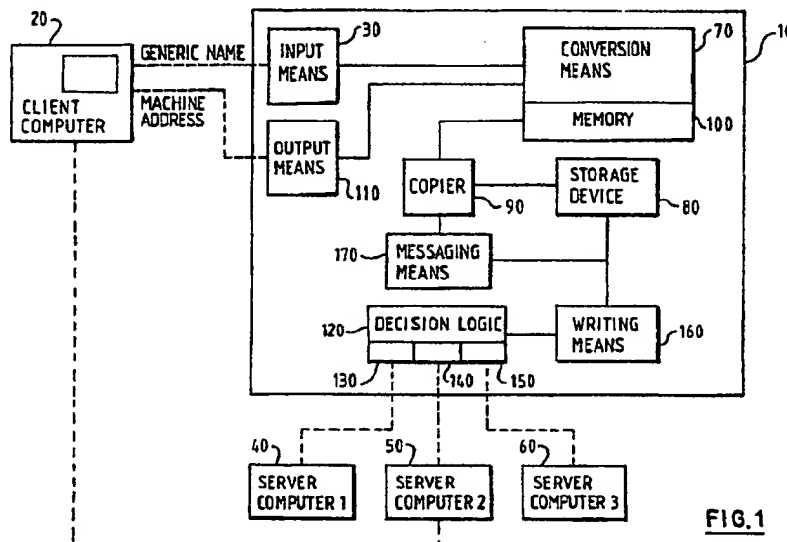 20
GENERIC NAME
CLIENT
COMPUTER
MACHINE
ADDRESS
INPUT
MEANS
30
CONVERSION
MEANS
70
MEMORY
100
OUTPUT
MEANS
110
COPIER
90
STORAGE
DEVICE
80
170
MESSAGING
MEANS
120
DECISION LOGIC
130
140
150
WRITING
MEANS
160
40
SERVER
COMPUTER 1
50
SERVER
COMPUTER 2
60
SERVER
COMPUTER 3
FIG.1